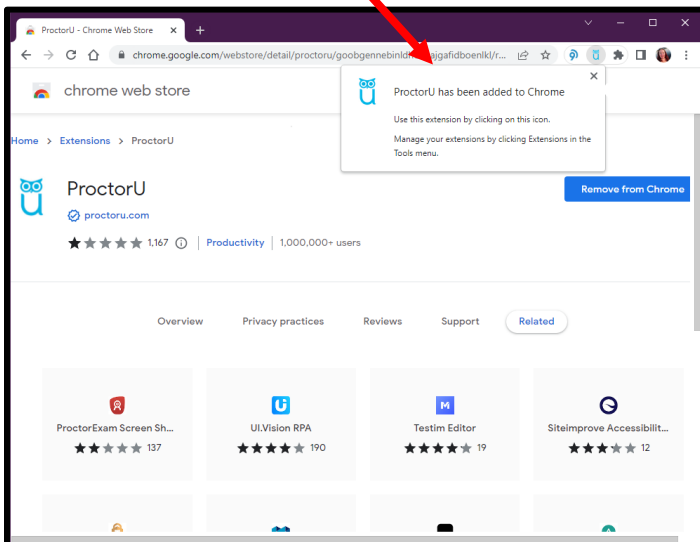 ProctorU - Chrome Web Store
chrome.google.com/webstore/detail/proctoru/
chrome web store
ProctorU has been added to Chrome
Use this extension by clicking on this icon.
Manage your extensions by clicking Extensions in the
Tools menu.
Home > Extensions > ProctorU
ProctorU
Remove from Chrome
proctoru.com
1,167 Productivity 1,000,000+ users
Overview Privacy practices Reviews Support Related
ProctorExam Screen Sh... UI.Vision RPA Testim Editor Siteimprove Accessibilit...
137 190 19 12